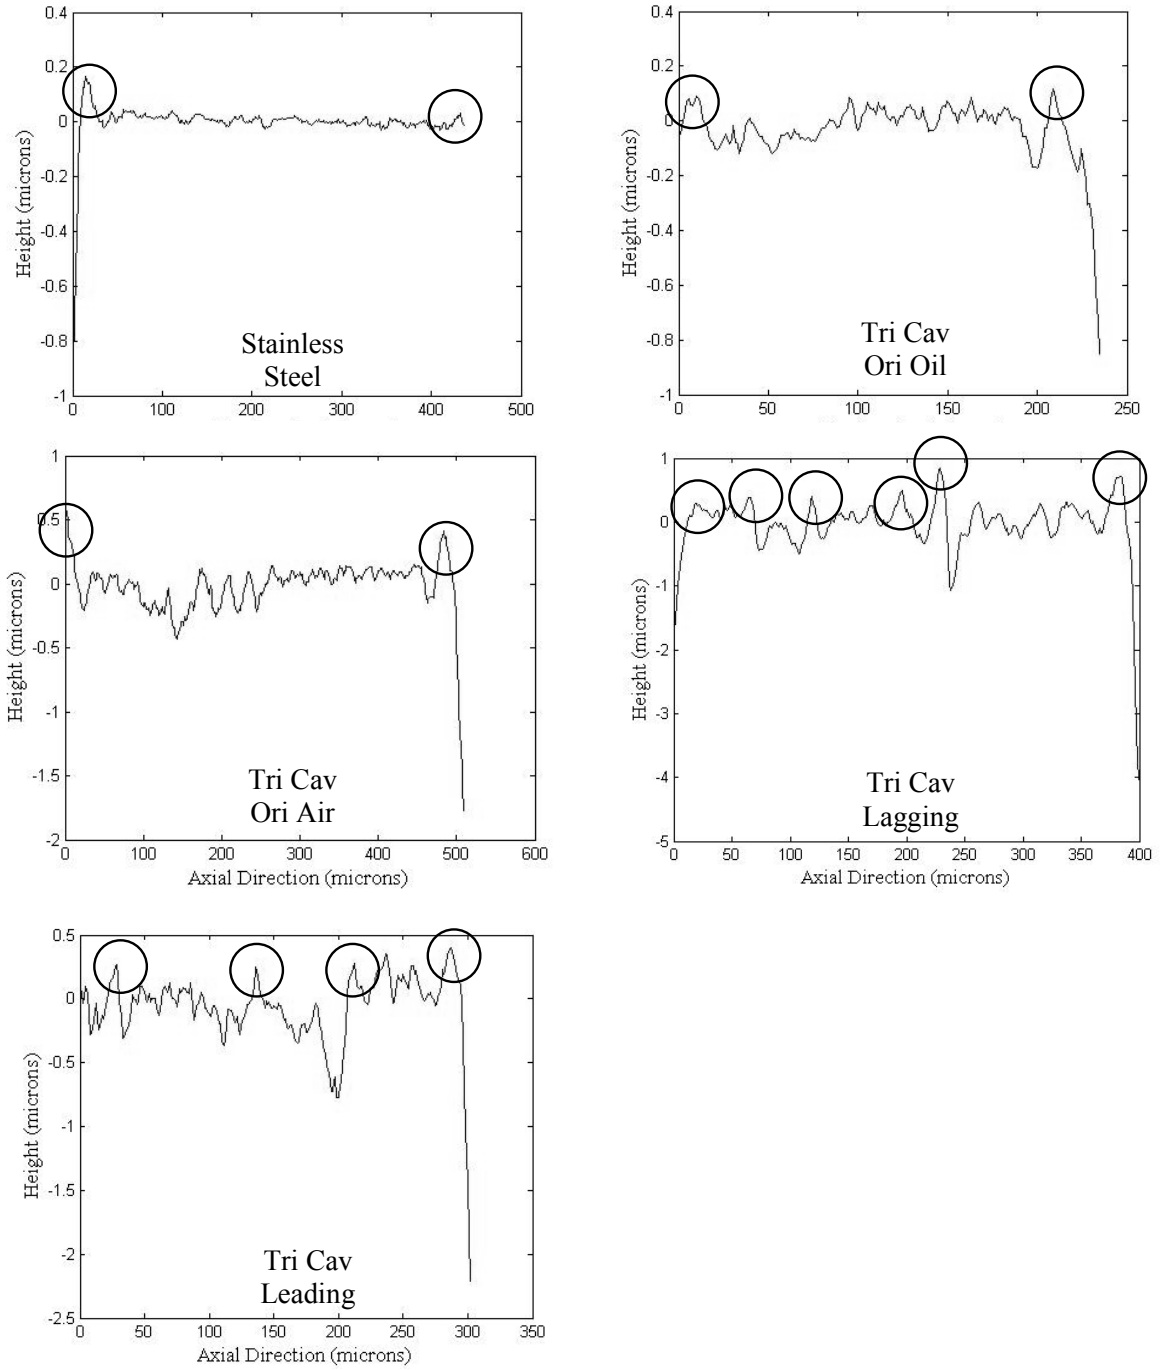 0.4
0.2
0
-0.2
-0.4
-0.6
-0.8
-1
Height (microns)
Stainless
Steel
0 100 200 300 400 500
0.4
0.2
0
-0.2
-0.4
-0.6
-0.8
-1
Height (microns)
Tri Cav
Ori Oil
0 50 100 150 200 250
1
0.5
0
-0.5
-1
-1.5
-2
Height (microns)
Tri Cav
Ori Air
0 100 200 300 400 500 600
Axial Direction (microns)
1
0
-1
-2
-3
-4
-5
Height (microns)
Tri Cav
Lagging
0 50 100 150 200 250 300 350 400
Axial Direction (microns)
0.5
0
-0.5
-1
-1.5
-2
-2.5
Height (microns)
Tri Cav
Leading
0 50 100 150 200 250 300 350
Axial Direction (microns)